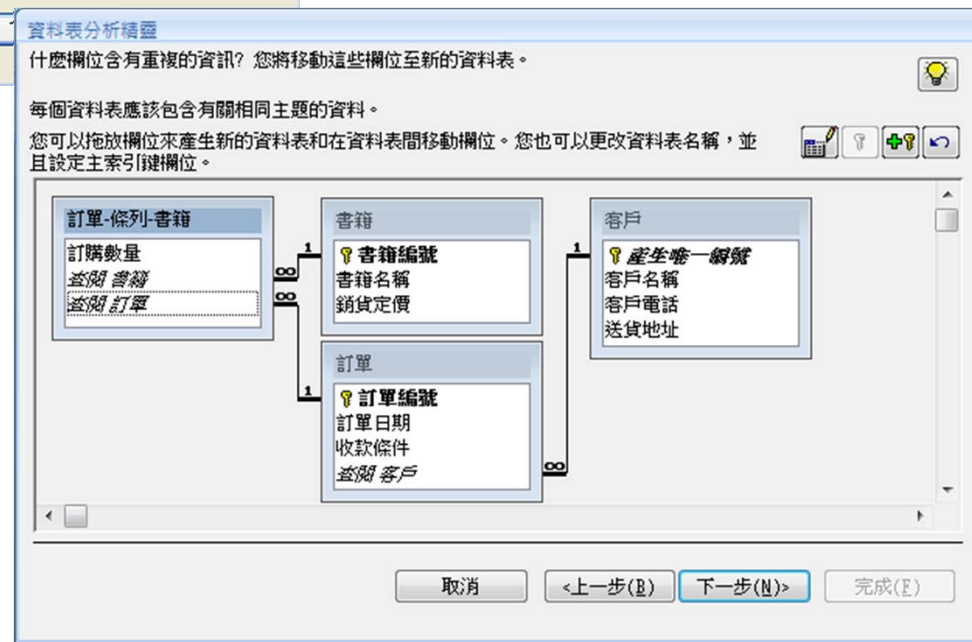 資料表分析精靈
什麼欄位含有重複的資訊? 您將移動這些欄位至新的資料表。
每個資料表應該包含有關相同主題的資料。
您可以拖放欄位來產生新的資料表和在資料表間移動欄位。您也可以更改資料表名稱，並
且設定主索引鍵欄位。
訂單-條列-書籍
訂購數量
查閱 書籍
查閱 訂單
∞
∞
1
1
書籍
書籍編號
書籍名稱
銷貨定價
訂單
訂單編號
訂單日期
收款條件
查閱 客戶
∞
1
客戶
產生唯一編號
客戶名稱
客戶電話
送貨地址
取消
<上一步(B)
下一步(N)>
完成(F)